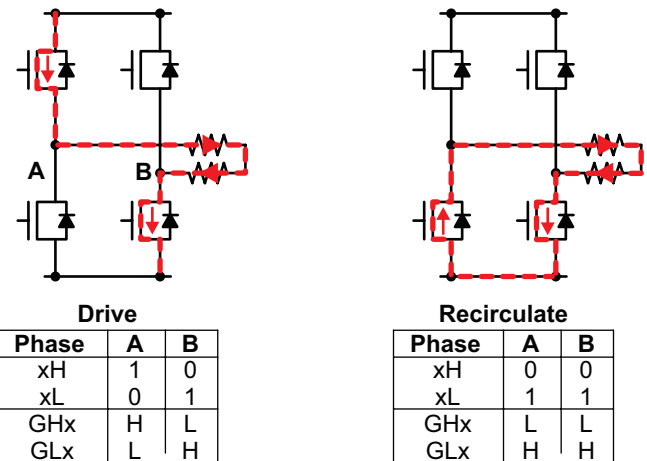 A B
Drive Recirculate
Phase A B Phase A B
xH 1 0 xH 0 0
xL 0 1 xL 1 1
GHx H L GHx L L
GLx L H GLx H H